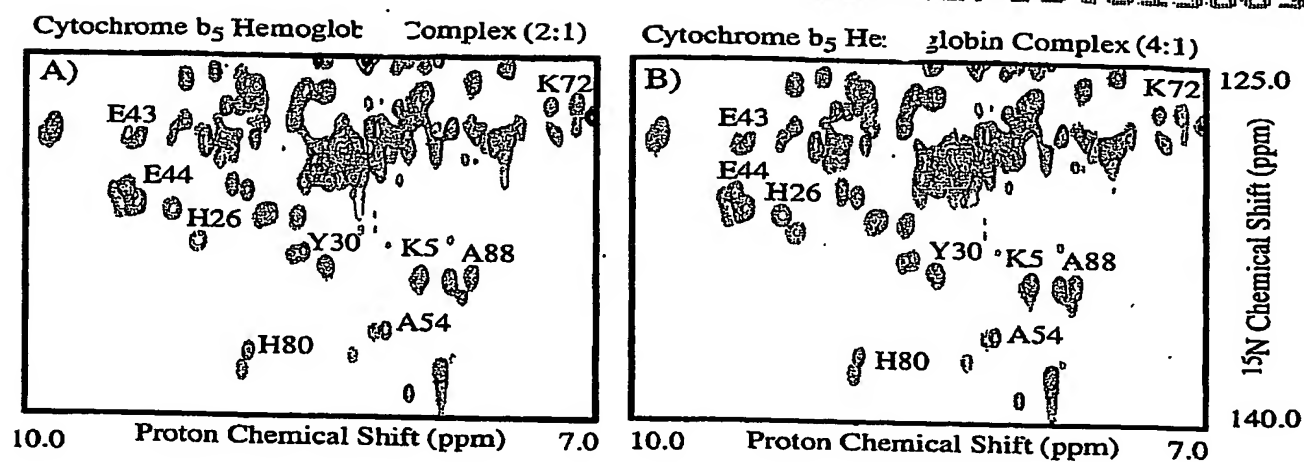 Cytochrome b5 Hemoglob Complex (2:1)
A)
K72
E43
E44
H26
Y30
K5
A88
A54
H80
10.0 Proton Chemical Shift (ppm) 7.0
Cytochrome b5 He globin Complex (4:1)
B)
K72
E43
E44
H26
Y30
K5
A88
A54
H80
10.0 Proton Chemical Shift (ppm) 7.0
125.0
15N Chemical Shift (ppm)
140.0